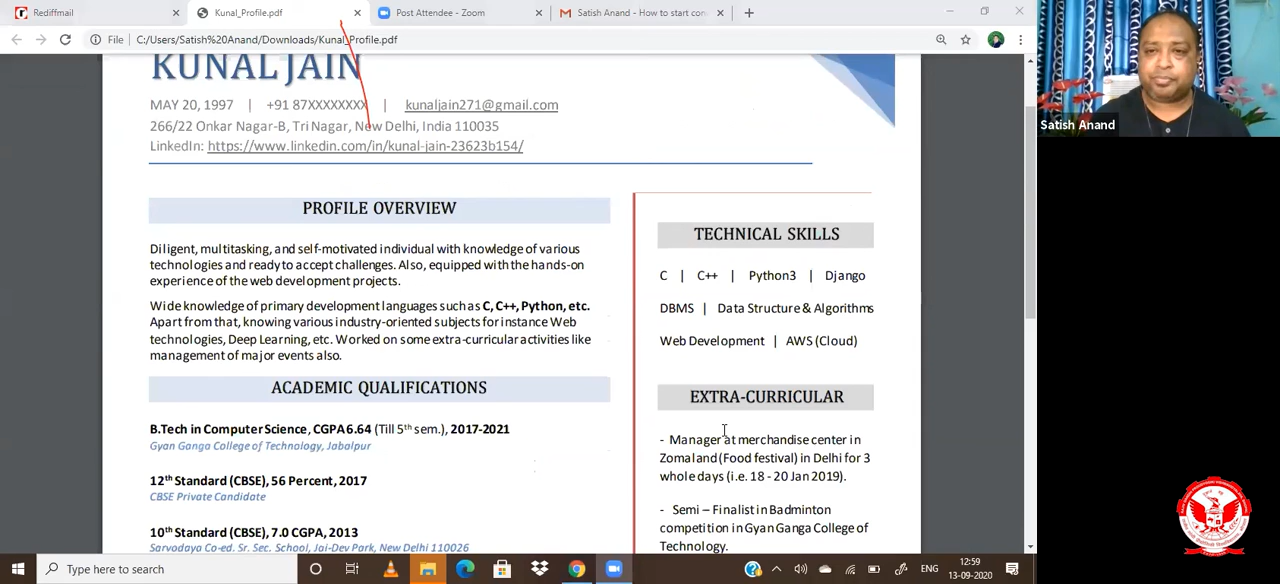 Rediffmail
Kunal_Profile.pdf
Post Attendee - Zoom
Satish Anand - How to start con
File
C:/Users/Satish%20Anand/Downloads/Kunal_Profile.pdf
KUNAL JAIN
MAY 20, 1997 | +91 87XXXXXXXX | kunaljain271@gmail.com
266/22 Onkar Nagar-B, Tri Nagar, New Delhi, India 110035
LinkedIn: https://www.linkedin.com/in/kunal-jain-23623b154/
PROFILE OVERVIEW
Diligent, multitasking, and self-motivated individual with knowledge of various
technologies and ready to accept challenges. Also, equipped with the hands-on
experience of the web development projects.
Wide knowledge of primary development languages such as C, C++, Python, etc.
Apart from that, knowing various industry-oriented subjects for instance Web
technologies, Deep Learning, etc. Worked on some extra-curricular activities like
management of major events also.
ACADEMIC QUALIFICATIONS
B.Tech in Computer Science, CGPA 6.64 (Till 5th sem.), 2017-2021
Gyan Ganga College of Technology, Jabalpur
12th Standard (CBSE), 56 Percent, 2017
CBSE Private Candidate
10th Standard (CBSE), 7.0 CGPA, 2013
Sarvodaya Co-ed. Sr. Sec. School, Jai-Dev Park, New Delhi 110026
TECHNICAL SKILLS
C | C++ | Python3 | Django
DBMS | Data Structure & Algorithms
Web Development | AWS (Cloud)
EXTRA-CURRICULAR
- Manager at merchandise center in
Zomaland (Food festival) in Delhi for 3
whole days (i.e. 18 - 20 Jan 2019).
- Semi – Finalist in Badminton
competition in Gyan Ganga College of
Technology.
Satish Anand
Type here to search
ENG
12:59
13-09-2020